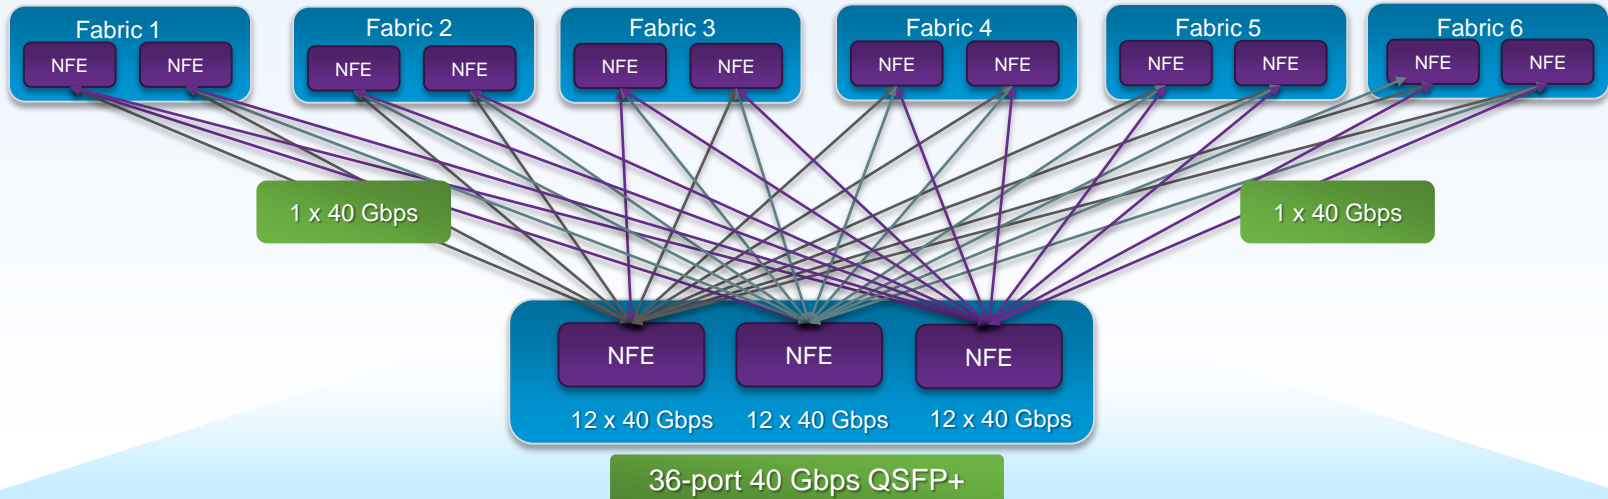 Fabric 1
NFE
NFE
Fabric 2
NFE
NFE
Fabric 3
NFE
NFE
Fabric 4
NFE
NFE
Fabric 5
NFE
NFE
Fabric 6
NFE
NFE
1 x 40 Gbps
1 x 40 Gbps
NFE
NFE
NFE
12 x 40 Gbps
12 x 40 Gbps
12 x 40 Gbps
36-port 40 Gbps QSFP+